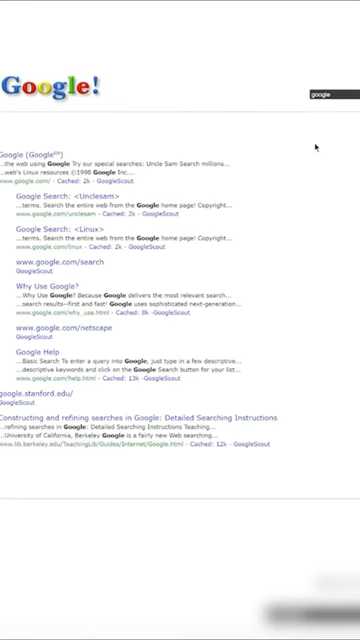 Google!
google
Google (Google㎇)
...the web using Google Try our special searches: Uncle Sam Search millions...
...web's Linux resources ©1998 Google Inc....
www.google.com/ - Cached: 2k - GoogleScout
Google Search: <Unclesam>
...terms. Search the entire web from the Google home page! Copyright...
www.google.com/unclesam - Cached: 2k - GoogleScout
Google Search: <Linux>
...terms. Search the entire web from the Google home page! Copyright...
www.google.com/linux - Cached: 2k - GoogleScout
www.google.com/search
GoogleScout
Why Use Google?
...Why Use Google? Because Google delivers the most relevant search...
...search results--first and fast! Google uses sophisticated next-generation...
www.google.com/why_use.html - Cached: 8k -GoogleScout
www.google.com/netscape
GoogleScout
Google Help
...Basic Search To enter a query into Google, just type in a few descriptive...
...descriptive keywords and click on the Google Search button for your list...
www.google.com/help.html - Cached: 13k -GoogleScout
google.stanford.edu/
GoogleScout
Constructing and refining searches in Google: Detailed Searching Instructions
...refining searches in Google: Detailed Searching Instructions Teaching...
...University of California, Berkeley Google is a fairly new Web searching...
www.lib.berkeley.edu/TeachingLib/Guides/Internet/Google.html - Cached: 12k - GoogleScout